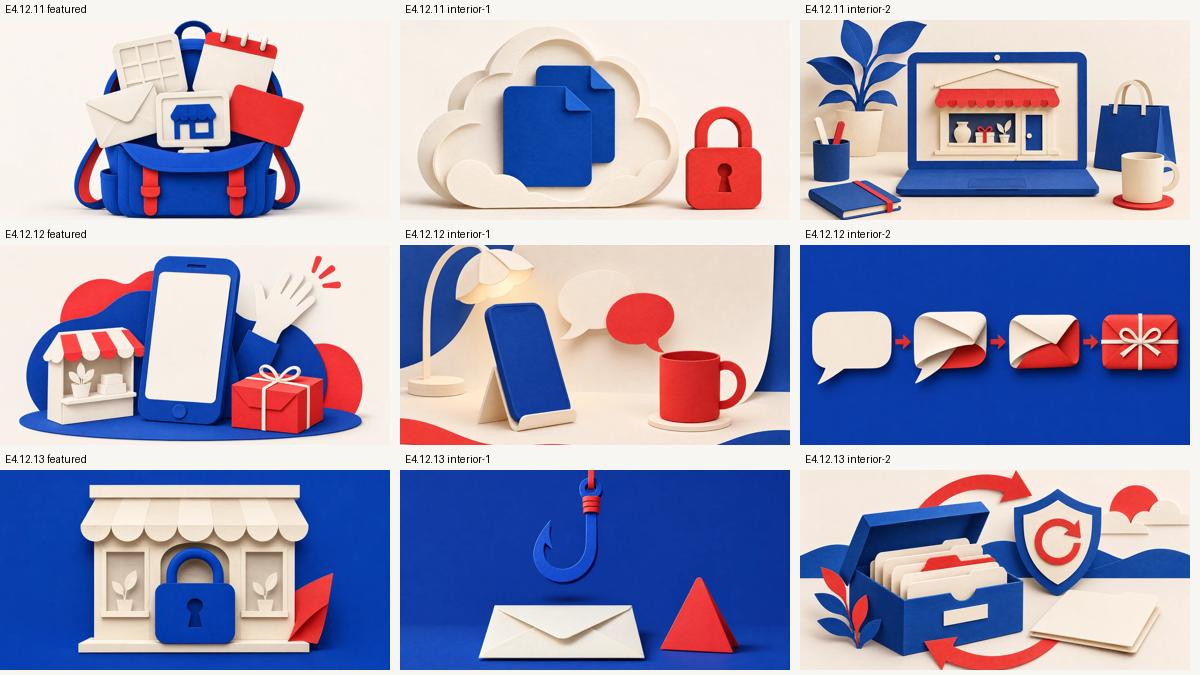 E4.12.11 featured
E4.12.11 interior-1
E4.12.11 interior-2
E4.12.12 featured
E4.12.12 interior-1
E4.12.12 interior-2
E4.12.13 featured
E4.12.13 interior-1
E4.12.13 interior-2